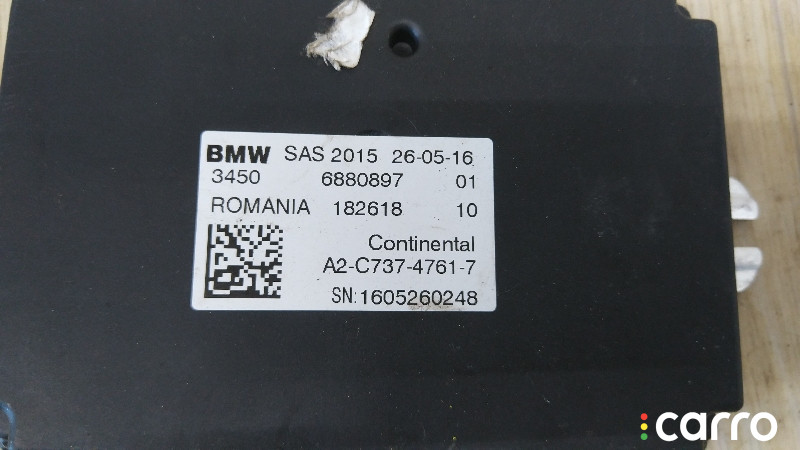 BMW SAS 2015 26-05-16
3450 6880897 01
ROMANIA 182618 10
Continental
A2-C737-4761-7
SN:1605260248
carro